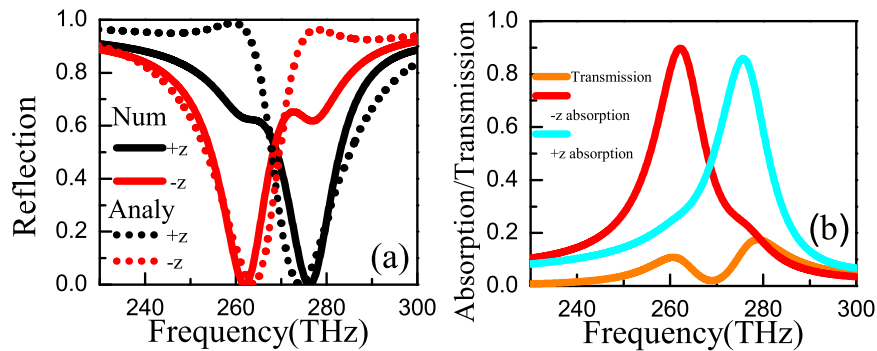 1.0
0.8
0.6
0.4
0.2
0.0
Reflection
Num
+z
-z
Analy
+z
-z
(a)
240 260 280 300
Frequency(THz)
1.0
0.8
0.6
0.4
0.2
0.0
Absorption/Transmission
Transmission
-z absorption
+z absorption
(b)
240 260 280 300
Frequency(THz)